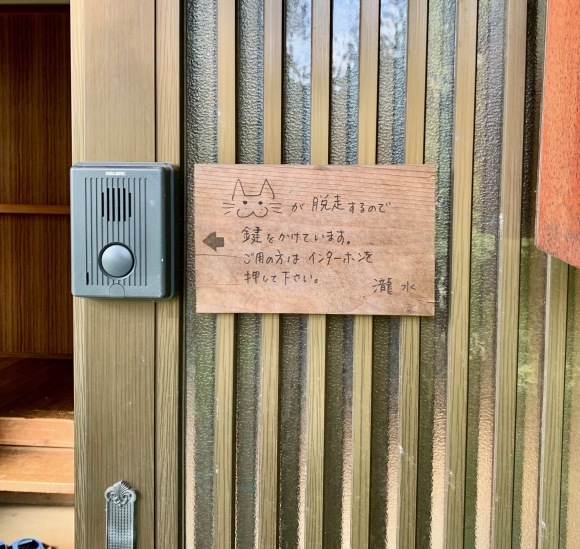 が脱走するので
鍵をかけています。
ご用の方は インターホンを
押して下さい。
瀧水